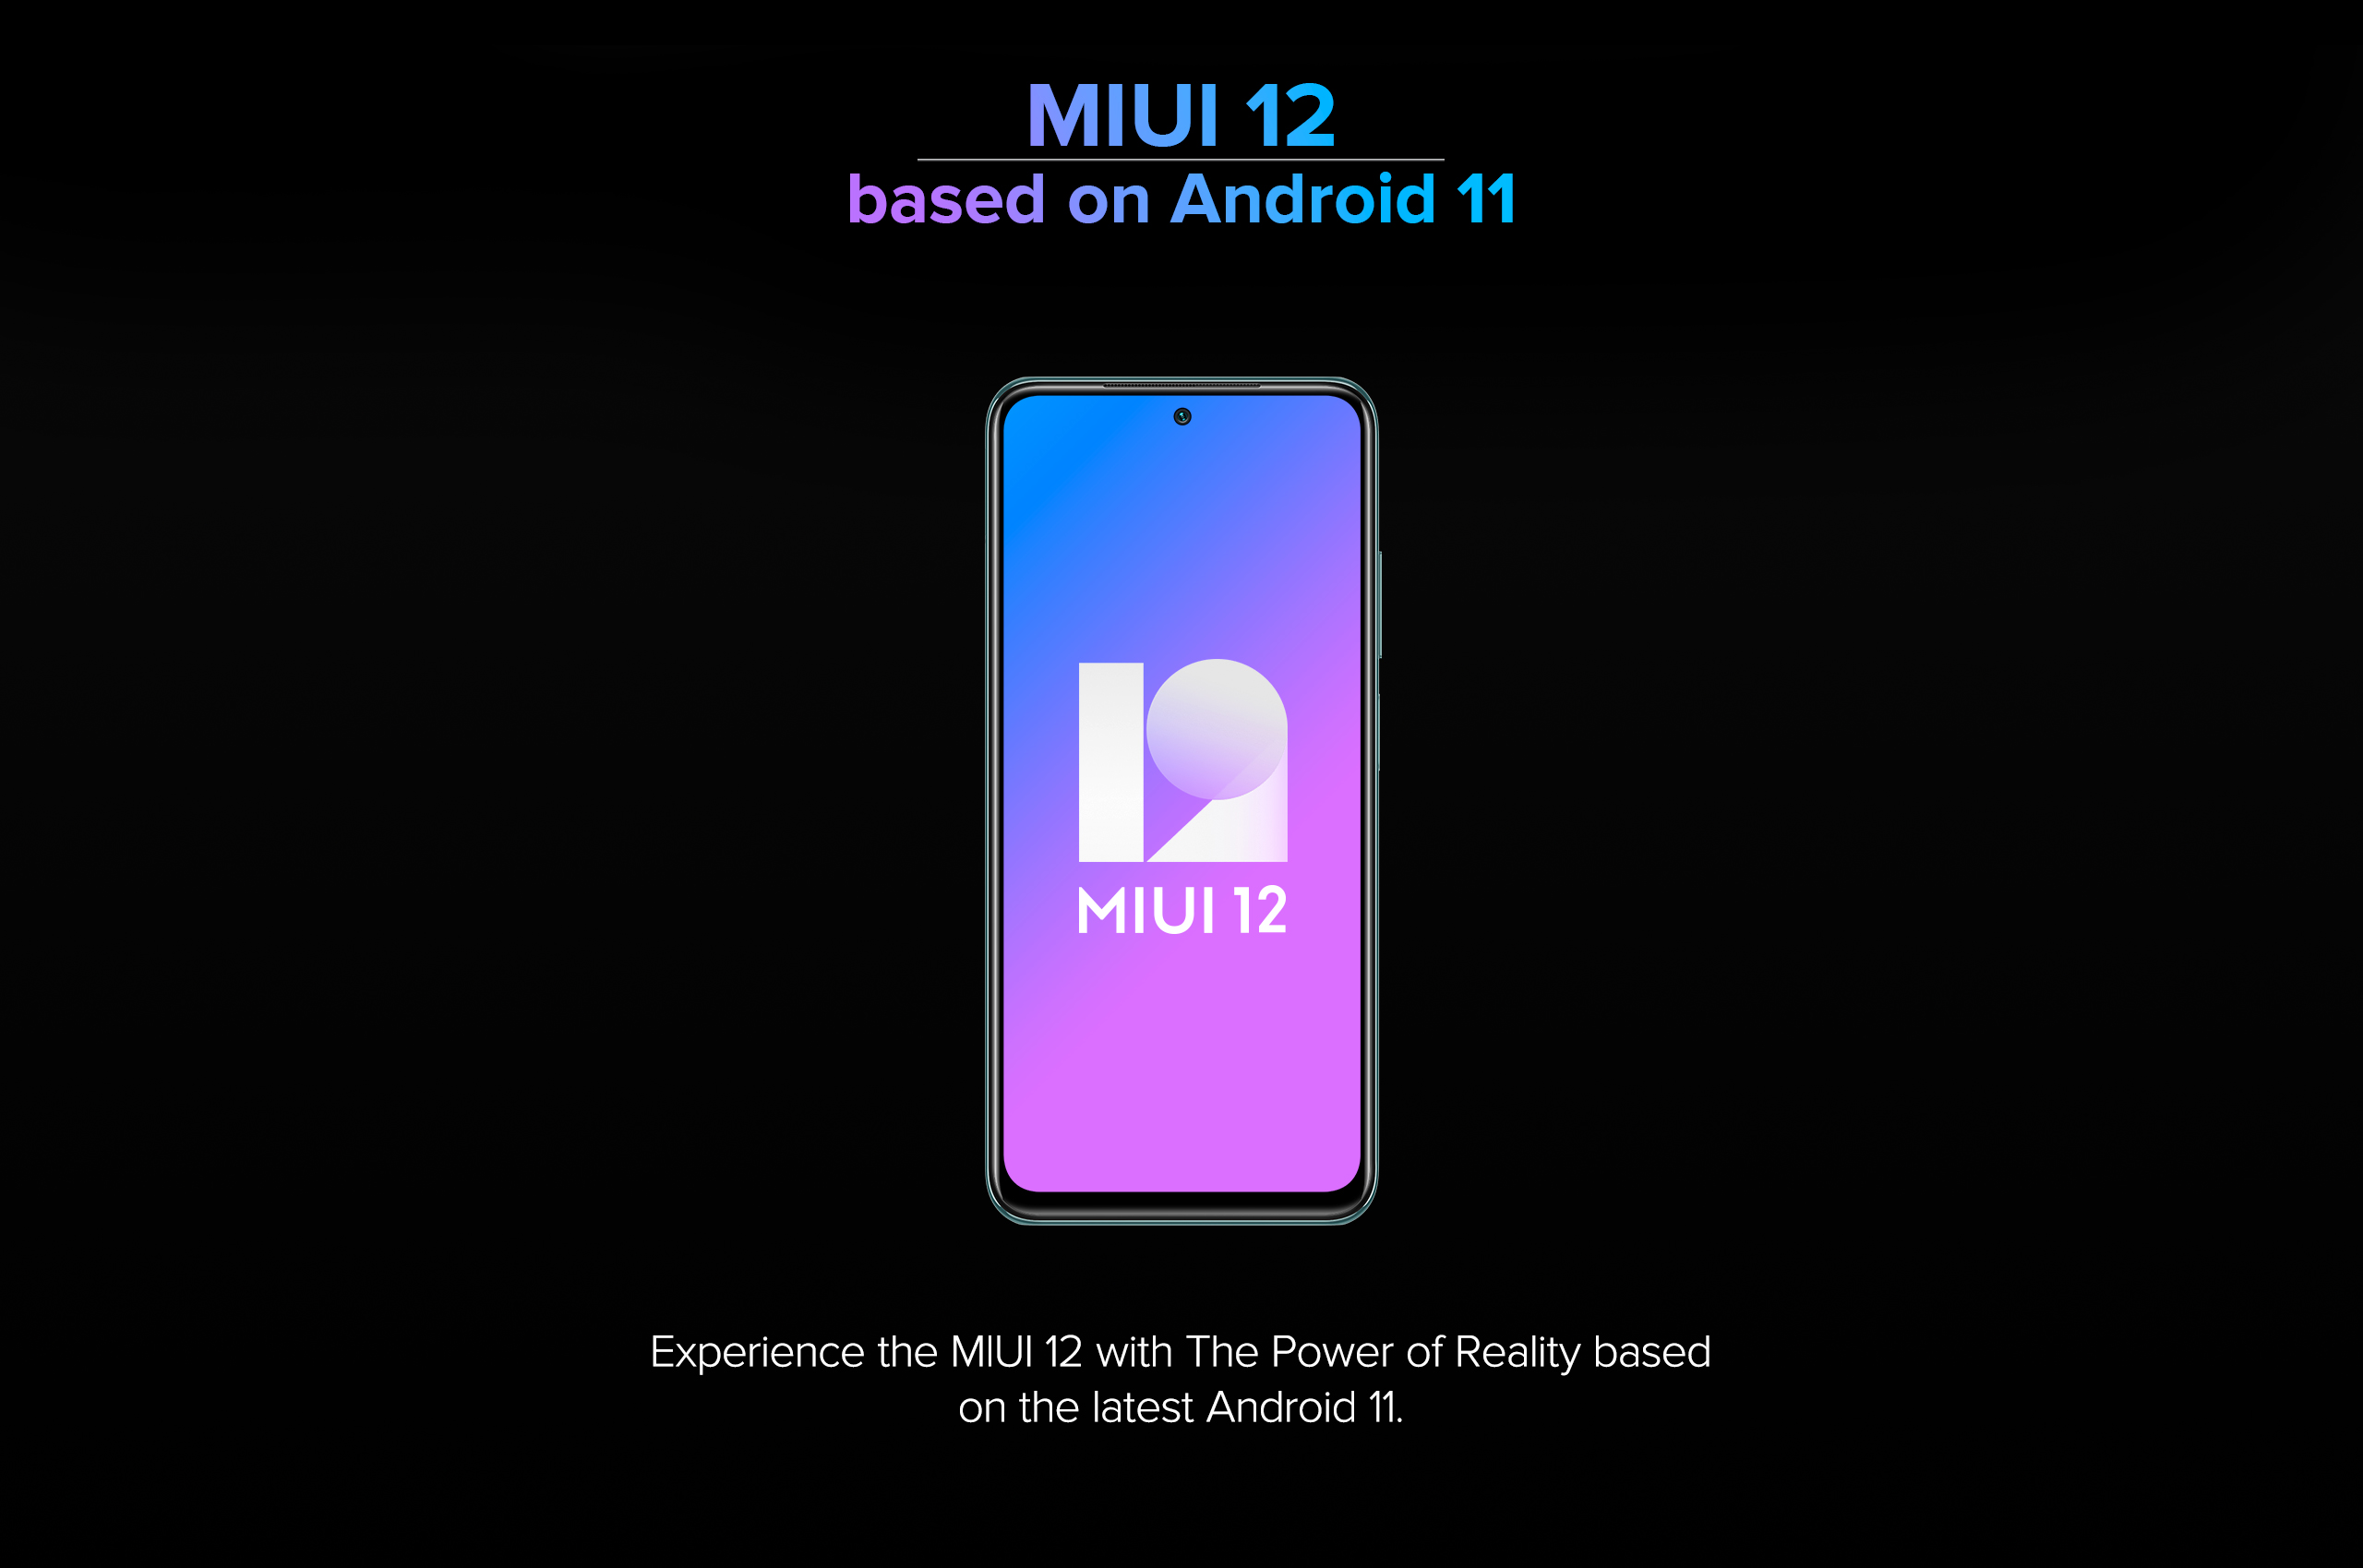 MIUI 12
based on Android 11
12
MIUI 12
Experience the MIUI 12 with The Power of Reality based
on the latest Android 11.